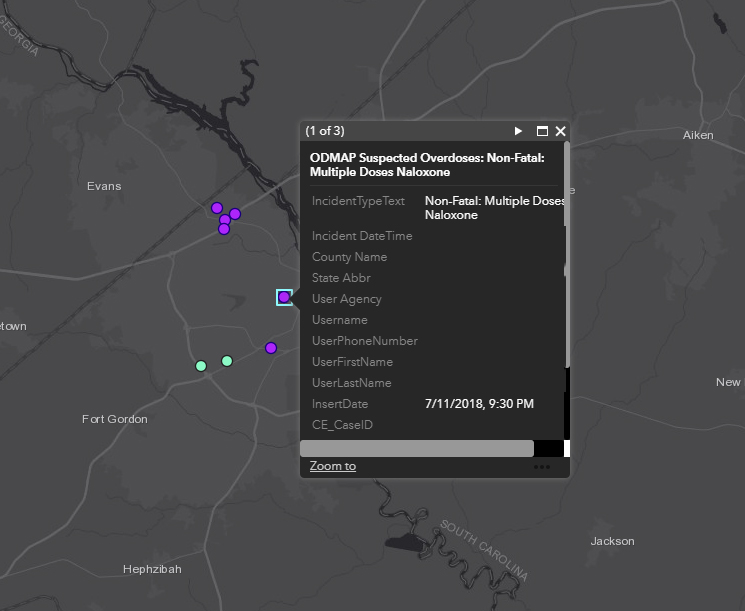 GEORGIA
(1 of 3)
Aiken
ODMAP Suspected Overdoses: Non-Fatal:
Multiple Doses Naloxone
Evans
e
IncidentTypeText Non-Fatal: Multiple Doses
Naloxone
Incident DateTime
County Name
State Abbr
User Agency
Username
etown
UserPhoneNumber
UserFirstName
UserLastName
New
InsertDate 7/11/2018, 9:30 PM
Fort Gordon
CE_CaseID
Zoom to
SOUTH CAROLINA
Jackson
Hephzibah